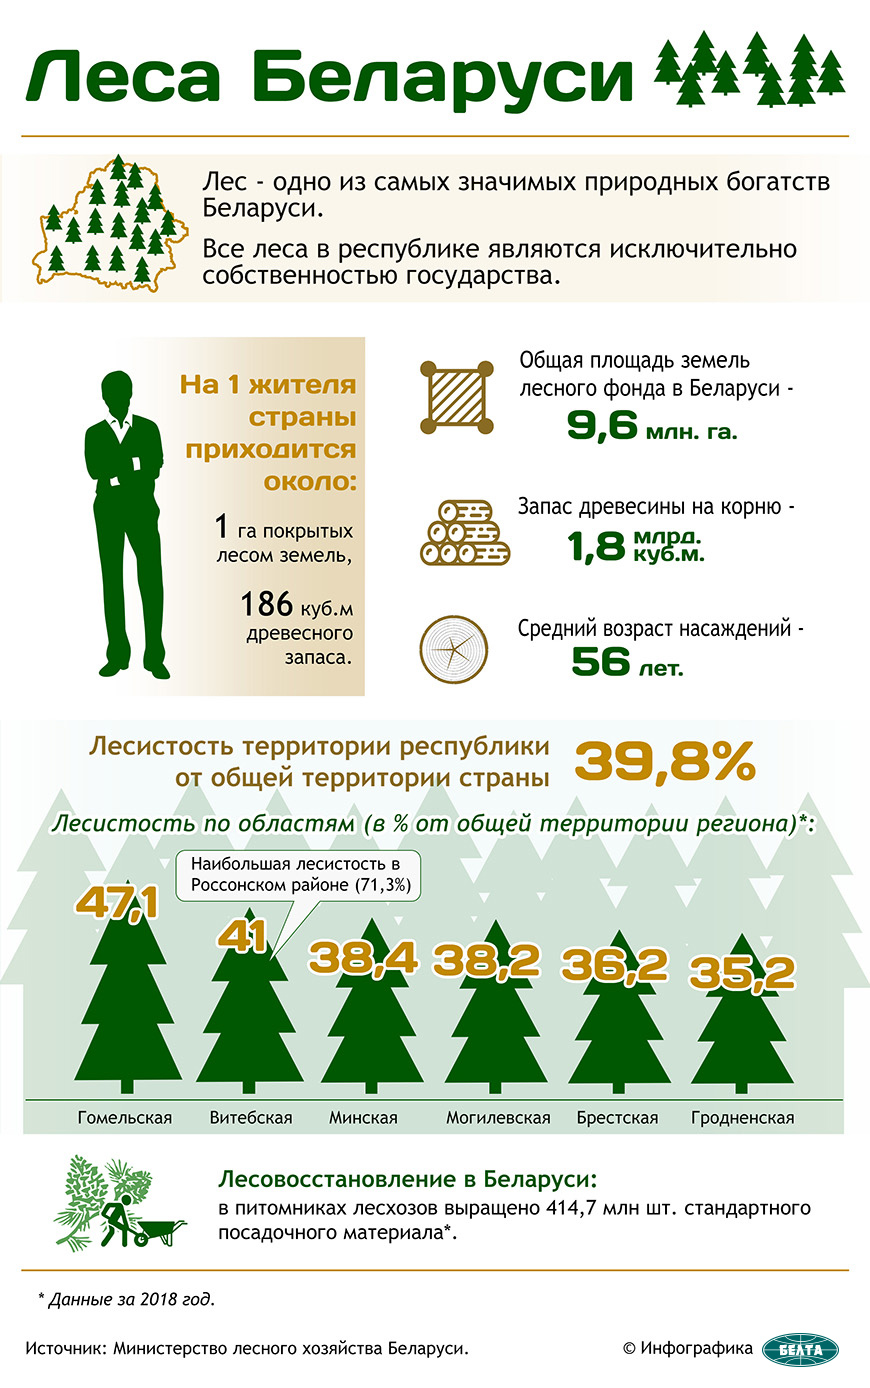 Леса Беларуси
Лес - одно из самых значимых природных богатств
Беларуси.
Все леса в республике являются исключительно
собственностью государства.
На 1 жителя
страны
приходится
около:
1 га покрытых
лесом земель,
186 куб.м
древесного
запаса.
Общая площадь земель
лесного фонда в Беларуси -
9,6 млн. га.
Запас древесины на корню -
1,8 млрд.
куб.м.
Средний возраст насаждений -
56 лет.
Лесистость территории республики
от общей территории страны
39,8%
Лесистость по областям (в % от общей территории региона)*:
Наибольшая лесистость в
Россонском районе (71,3%)
47,1
41
38,4
38,2
36,2
35,2
Гомельская
Витебская
Минская
Могилевская
Брестская
Гродненская
Лесовосстановление в Беларуси:
в питомниках лесхозов выращено 414,7 млн шт. стандартного
посадочного материала*.
* Данные за 2018 год.
Источник: Министерство лесного хозяйства Беларуси.
© Инфографика
БЕЛТА